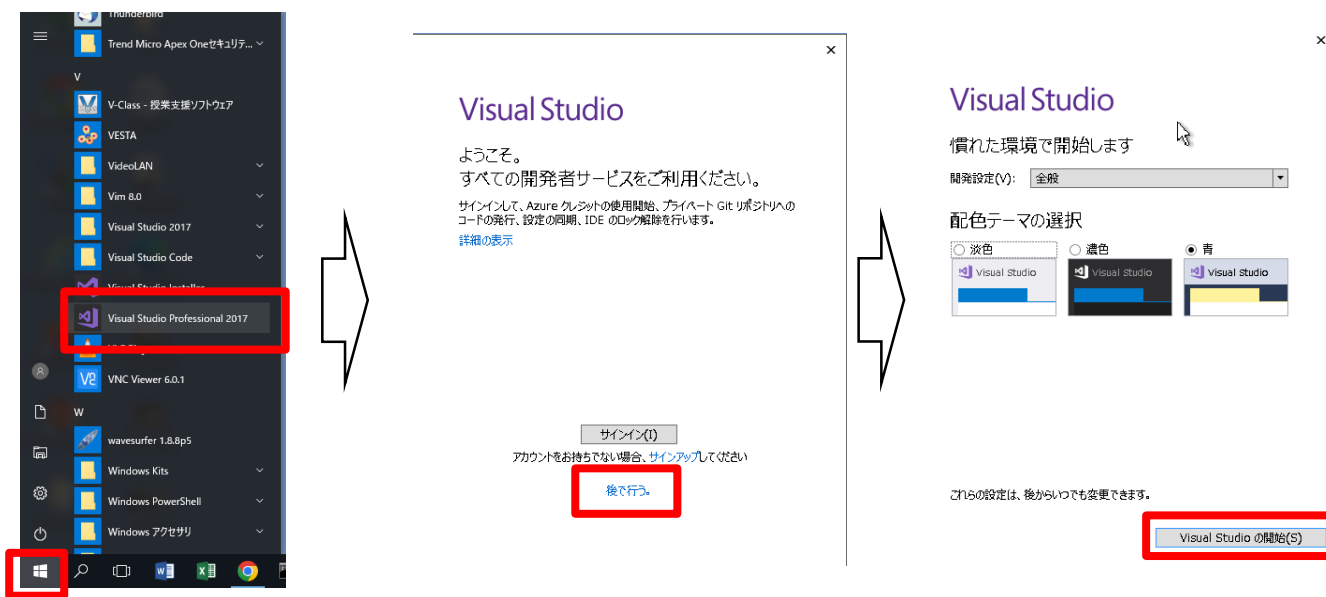 Thunderbird
Trend Micro Apex Oneセキュリテ...
V
V-Class - 授業支援ソフトウェア
VESTA
VideoLAN
Vim 8.0
Visual Studio 2017
Visual Studio Code
Visual Studio Installer
Visual Studio Professional 2017
VNC Viewer 6.0.1
W
wavesurfer 1.8.8p5
Windows Kits
Windows PowerShell
Windows アクセサリ
Visual Studio
ようこそ。
すべての開発者サービスをご利用ください。
サインインして、Azure クレジットの使用開始、プライベート Git リポジトリへの
コードの発行、設定の同期、IDE のロック解除を行います。
詳細の表示
サインイン(I)
アカウントをお持ちでない場合、サインアップしてください
後で行う。
Visual Studio
慣れた環境で開始します
開発設定(V): 全般
配色テーマの選択
淡色 濃色 青
Visual Studio Visual Studio Visual Studio
これらの設定は、後からいつでも変更できます。
Visual Studio の開始(S)